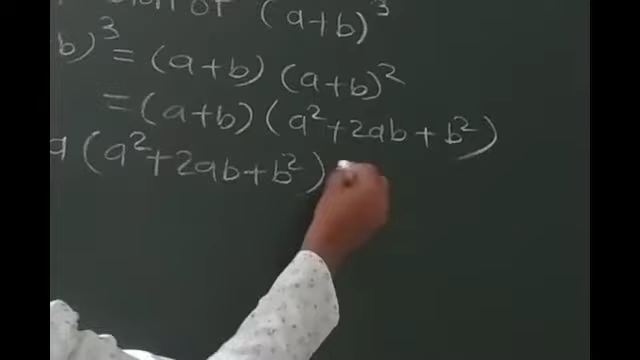 of (a+b)³
b)³ = (a+b) (a+b)²
= (a+b) (a²+2ab+b²)
a (a²+2ab+b²)